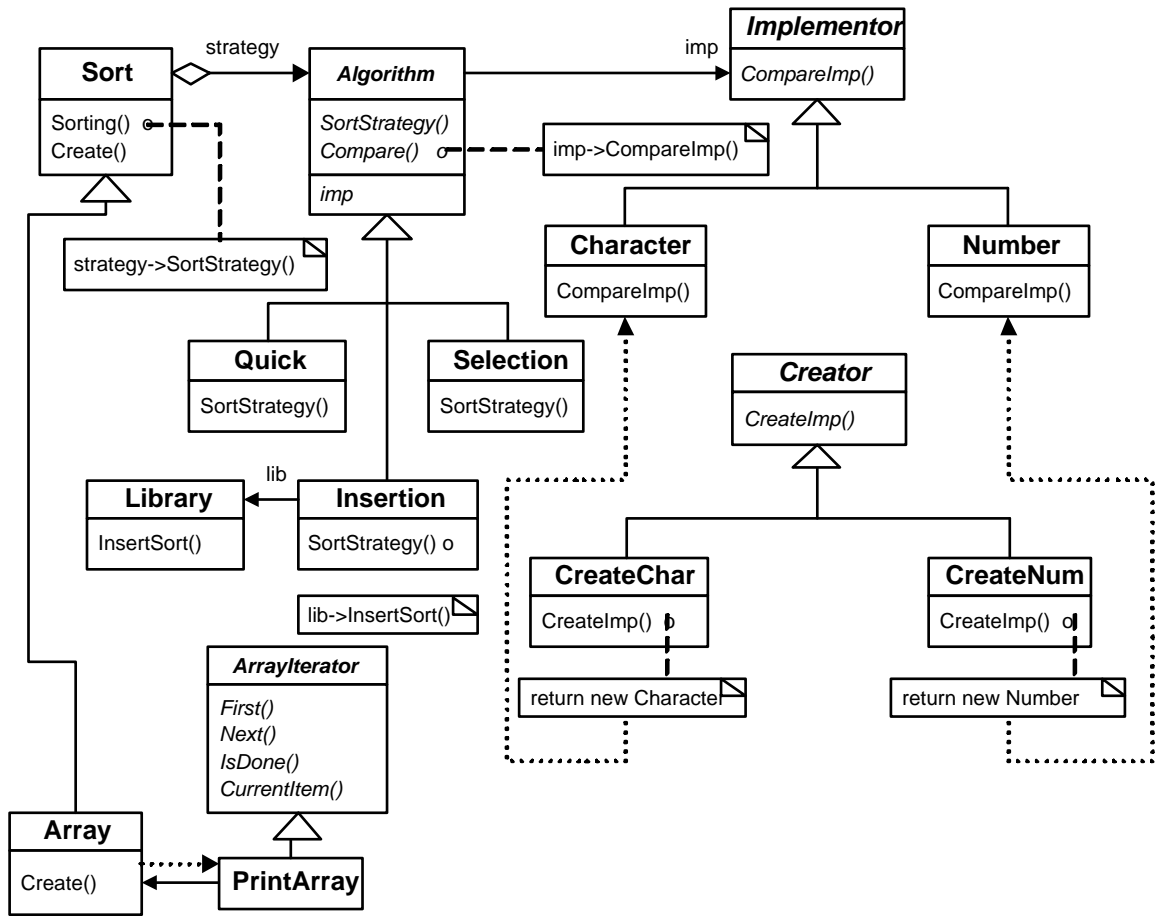 strategy
Sort
Sorting() o
Create()
strategy->SortStrategy()
Algorithm
SortStrategy()
Compare() o
imp
imp
Implementor
CompareImp()
imp->CompareImp()
Character
CompareImp()
Number
CompareImp()
Quick
SortStrategy()
Selection
SortStrategy()
Creator
CreateImp()
lib
Library
InsertSort()
Insertion
SortStrategy() o
lib->InsertSort()
CreateChar
CreateImp() o
CreateNum
CreateImp() o
return new Character
return new Number
ArrayIterator
First()
Next()
IsDone()
CurrentItem()
Array
Create()
PrintArray